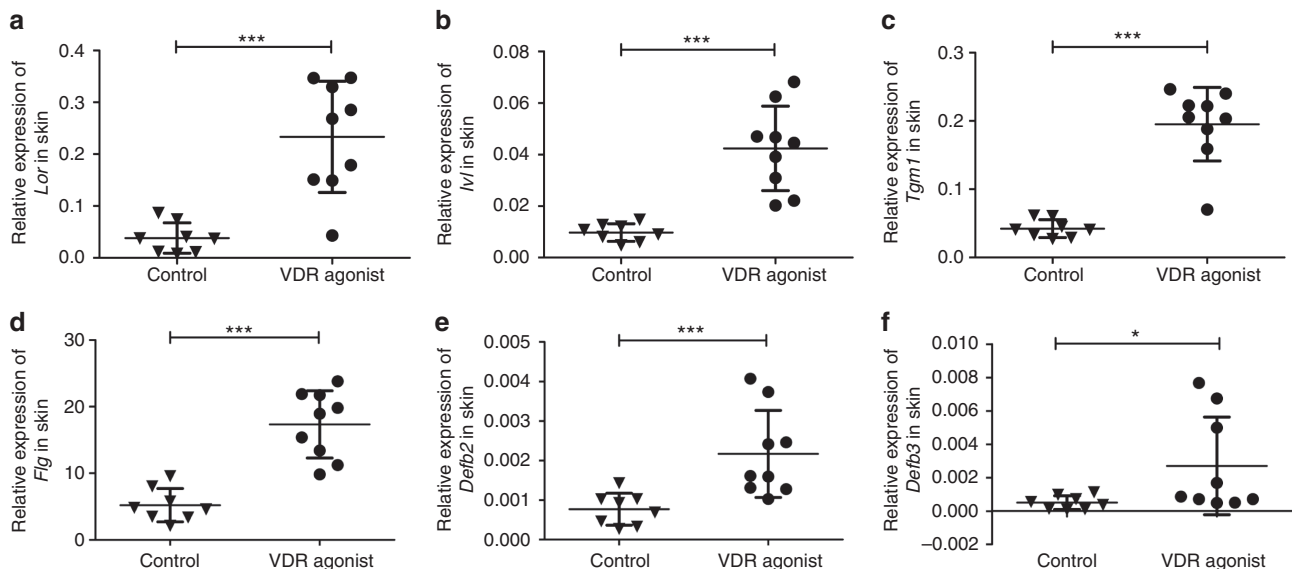 a
***
Relative expression of
Lor in skin
0.4
0.3
0.2
0.1
0.0
Control
VDR agonist
b
***
Relative expression of
Ivl in skin
0.08
0.06
0.04
0.02
0.00
Control
VDR agonist
c
***
Relative expression of
Tgm1 in skin
0.3
0.2
0.1
0.0
Control
VDR agonist
d
***
Relative expression of
Flg in skin
30
20
10
0
Control
VDR agonist
e
***
Relative expression of
Defb2 in skin
0.005
0.004
0.003
0.002
0.001
0.000
Control
VDR agonist
f
*
Relative expression of
Defb3 in skin
0.010
0.008
0.006
0.004
0.002
0.000
–0.002
Control
VDR agonist